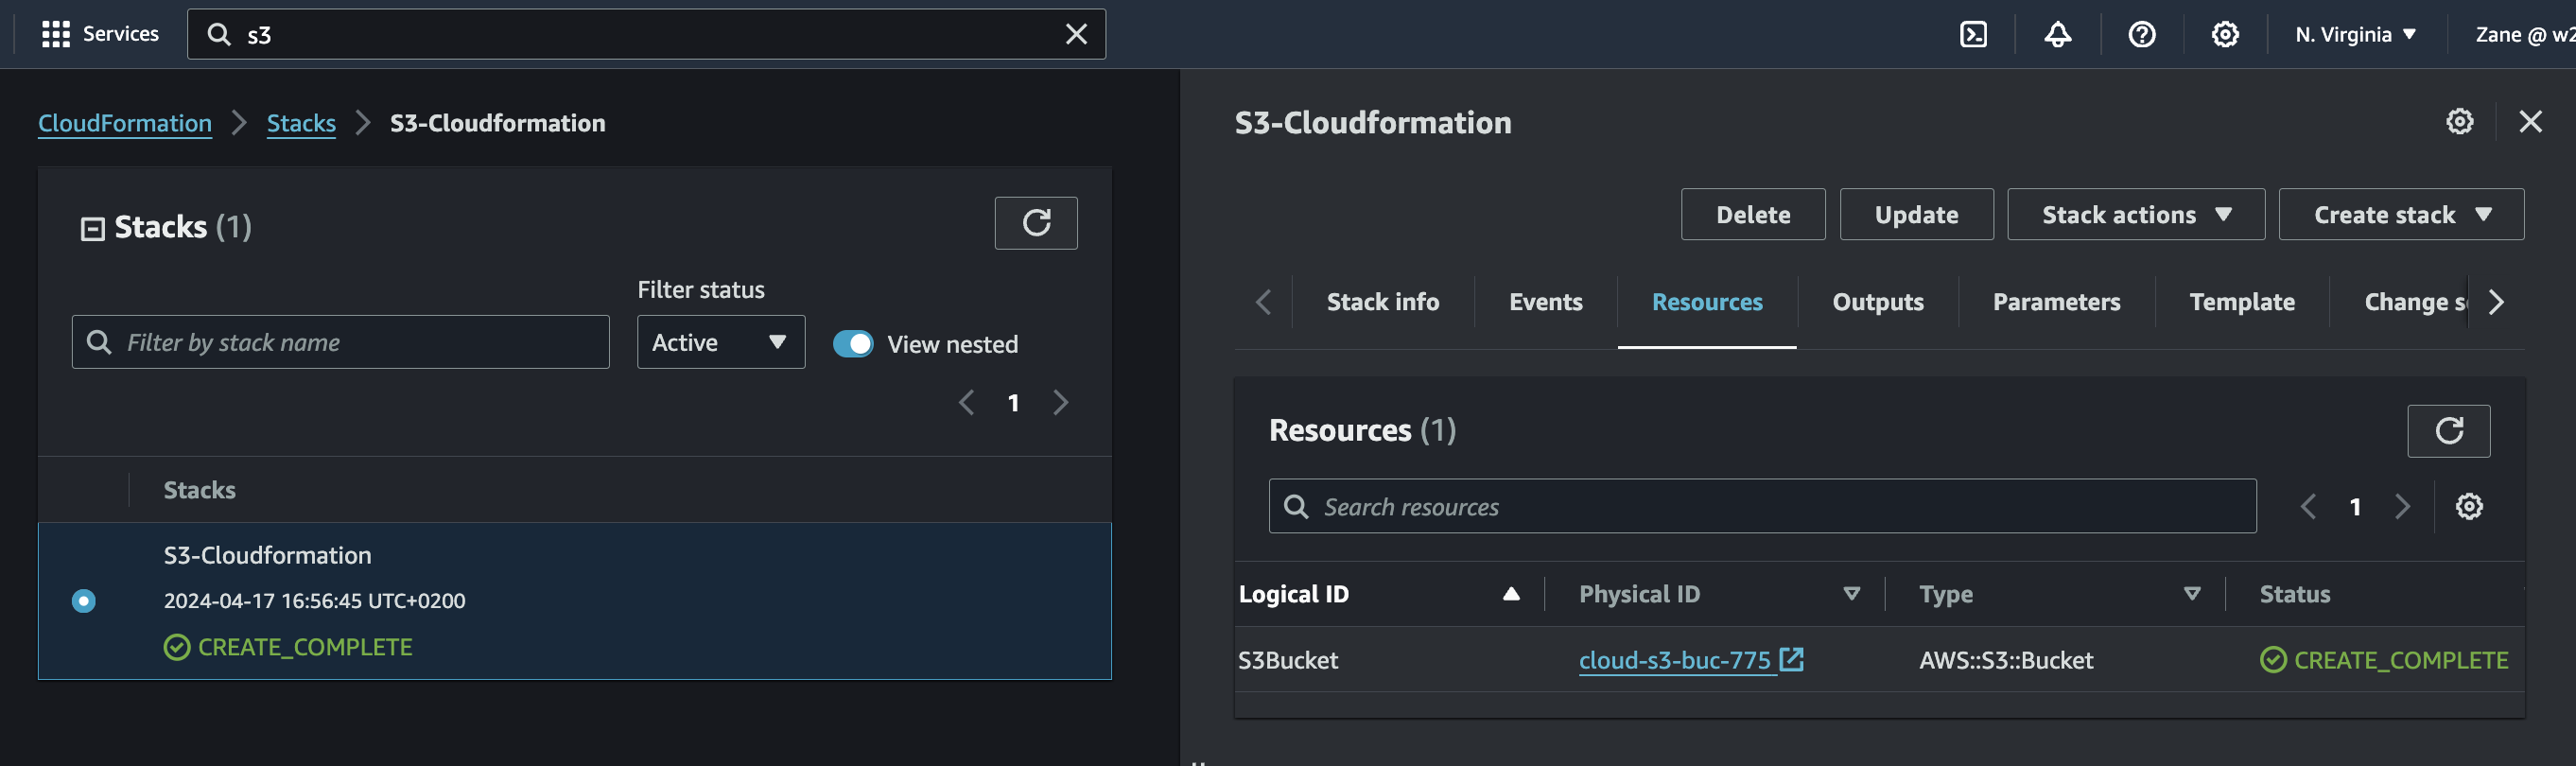 Services
s3
N. Virginia
Zane @ w2
CloudFormation
Stacks
S3-Cloudformation
Stacks (1)
Filter status
Filter by stack name
Active
View nested
1
Stacks
S3-Cloudformation
2024-04-17 16:56:45 UTC+0200
CREATE_COMPLETE
S3-Cloudformation
Delete
Update
Stack actions
Create stack
Stack info
Events
Resources
Outputs
Parameters
Template
Change s
Resources (1)
Search resources
1
Logical ID
Physical ID
Type
Status
S3Bucket
cloud-s3-buc-775
AWS::S3::Bucket
CREATE_COMPLETE